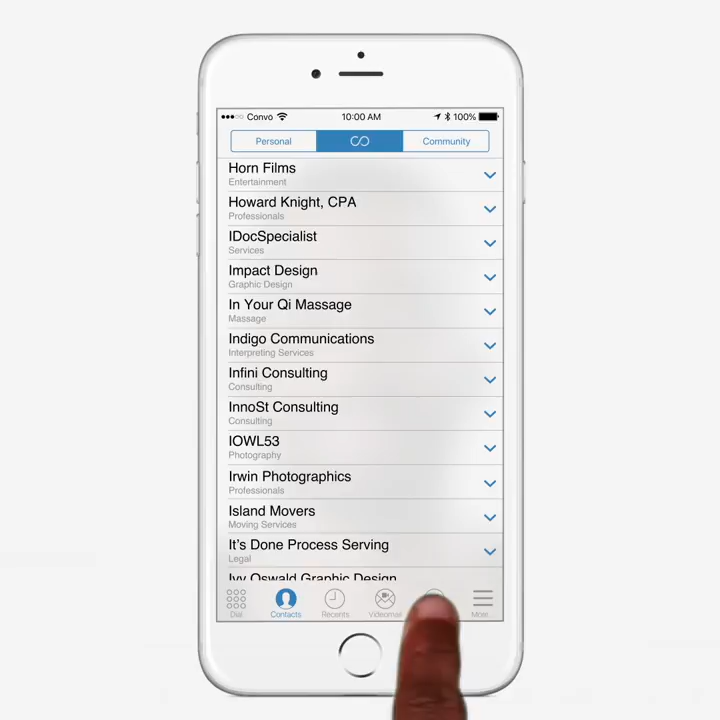 Convo
10:00 AM
100%
Personal
Community
Horn Films
Entertainment
Howard Knight, CPA
Professionals
IDocSpecialist
Services
Impact Design
Graphic Design
In Your Qi Massage
Massage
Indigo Communications
Interpreting Services
Infini Consulting
Consulting
InnoSt Consulting
Consulting
IOWL53
Photography
Irwin Photographics
Professionals
Island Movers
Moving Services
It's Done Process Serving
Legal
Ivy Oswald Graphic Design
Dial
Contacts
Recents
Videomail
More